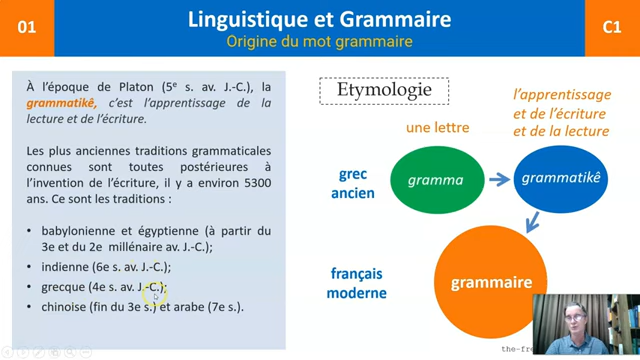 01
Linguistique et Grammaire
Origine du mot grammaire
C1
À l'époque de Platon (5e s. av. J.-C.), la
grammatikê, c'est l'apprentissage de la
lecture et de l'écriture.
Les plus anciennes traditions grammaticales
connues sont toutes postérieures à
l'invention de l'écriture, il y a environ 5300
ans. Ce sont les traditions :
• babylonienne et égyptienne (à partir du
3e et du 2e millénaire av. J.-C.);
• indienne (6e s. av. J.-C.);
• grecque (4e s. av. J.-C.);
• chinoise (fin du 3e s.) et arabe (7e s.).
Etymologie
une lettre
l'apprentissage
et de l'écriture
et de la lecture
grec
ancien
gramma
grammatikê
français
moderne
grammaire